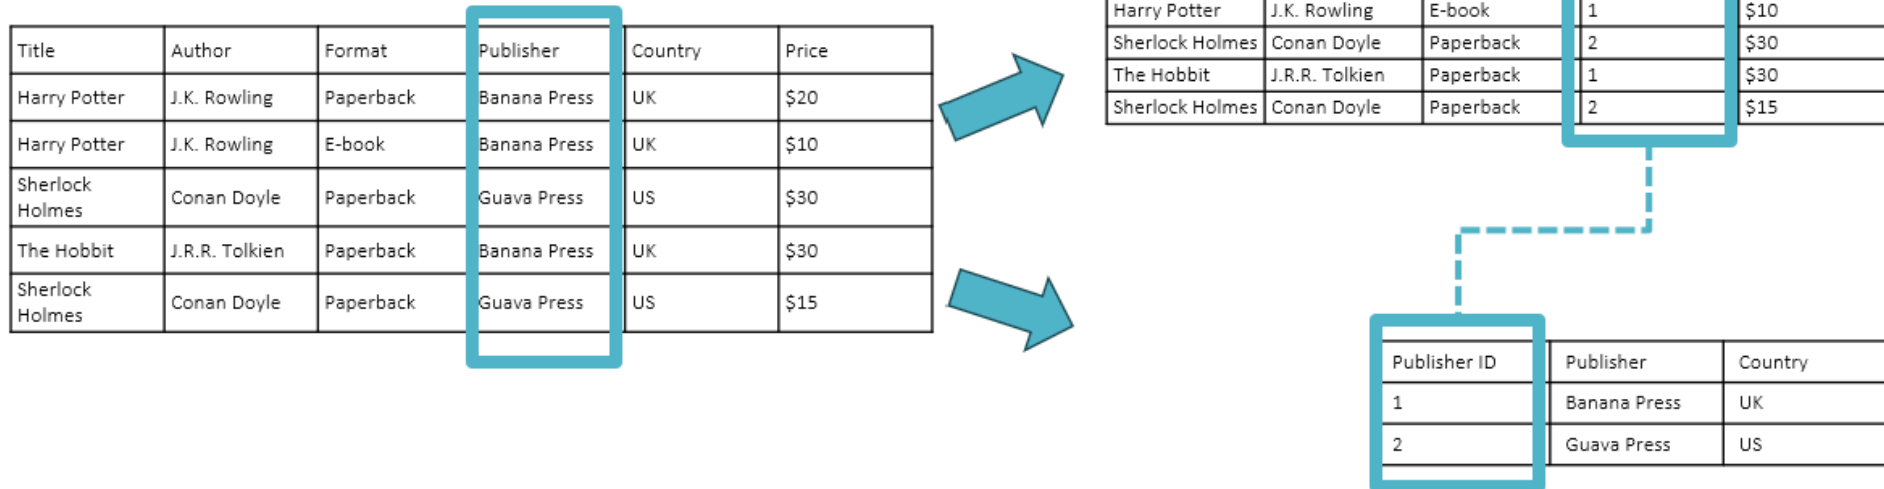 Title Author Format Publisher Country Price
Harry Potter J.K. Rowling Paperback Banana Press UK $20
Harry Potter J.K. Rowling E-book Banana Press UK $10
Sherlock
Holmes Conan Doyle Paperback Guava Press US $30
The Hobbit J.R.R. Tolkien Paperback Banana Press UK $30
Sherlock
Holmes Conan Doyle Paperback Guava Press US $15
Harry Potter J.K. Rowling E-book 1 $10
Sherlock Holmes Conan Doyle Paperback 2 $30
The Hobbit J.R.R. Tolkien Paperback 1 $30
Sherlock Holmes Conan Doyle Paperback 2 $15
Publisher ID Publisher Country
1 Banana Press UK
2 Guava Press US